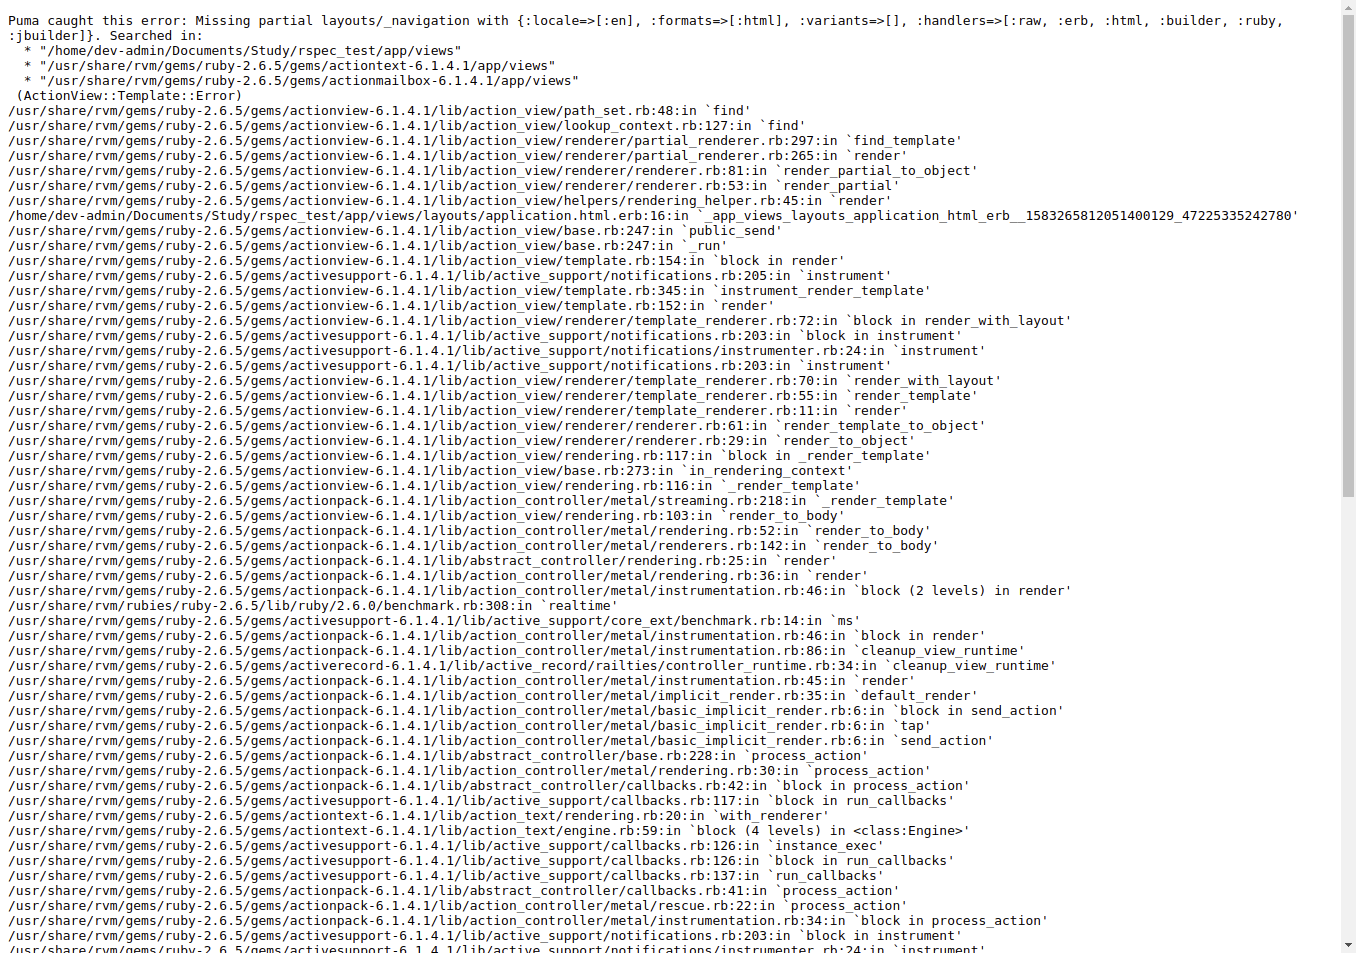 Puma caught this error: Missing partial layouts/_navigation with {:locale=>[:en], :formats=>[:html], :variants=>[], :handlers=>[:raw, :erb, :html, :builder, :ruby,
:jbuilder]}. Searched in:
  * "/home/dev-admin/Documents/Study/rspec_test/app/views"
  * "/usr/share/rvm/gems/ruby-2.6.5/gems/actiontext-6.1.4.1/app/views"
  * "/usr/share/rvm/gems/ruby-2.6.5/gems/actionmailbox-6.1.4.1/app/views"
 (ActionView::Template::Error)
/usr/share/rvm/gems/ruby-2.6.5/gems/actionview-6.1.4.1/lib/action_view/path_set.rb:48:in `find'
/usr/share/rvm/gems/ruby-2.6.5/gems/actionview-6.1.4.1/lib/action_view/lookup_context.rb:127:in `find'
/usr/share/rvm/gems/ruby-2.6.5/gems/actionview-6.1.4.1/lib/action_view/renderer/partial_renderer.rb:297:in `find_template'
/usr/share/rvm/gems/ruby-2.6.5/gems/actionview-6.1.4.1/lib/action_view/renderer/partial_renderer.rb:265:in `render'
/usr/share/rvm/gems/ruby-2.6.5/gems/actionview-6.1.4.1/lib/action_view/renderer/renderer.rb:81:in `render_partial_to_object'
/usr/share/rvm/gems/ruby-2.6.5/gems/actionview-6.1.4.1/lib/action_view/renderer/renderer.rb:53:in `render_partial'
/usr/share/rvm/gems/ruby-2.6.5/gems/actionview-6.1.4.1/lib/action_view/helpers/rendering_helper.rb:45:in `render'
/home/dev-admin/Documents/Study/rspec_test/app/views/layouts/application.html.erb:16:in `_app_views_layouts_application_html_erb__1583265812051400129_47225335242780'
/usr/share/rvm/gems/ruby-2.6.5/gems/actionview-6.1.4.1/lib/action_view/base.rb:247:in `public_send'
/usr/share/rvm/gems/ruby-2.6.5/gems/actionview-6.1.4.1/lib/action_view/base.rb:247:in `_run'
/usr/share/rvm/gems/ruby-2.6.5/gems/actionview-6.1.4.1/lib/action_view/template.rb:154:in `block in render'
/usr/share/rvm/gems/ruby-2.6.5/gems/activesupport-6.1.4.1/lib/active_support/notifications.rb:205:in `instrument'
/usr/share/rvm/gems/ruby-2.6.5/gems/actionview-6.1.4.1/lib/action_view/template.rb:345:in `instrument_render_template'
/usr/share/rvm/gems/ruby-2.6.5/gems/actionview-6.1.4.1/lib/action_view/template.rb:152:in `render'
/usr/share/rvm/gems/ruby-2.6.5/gems/actionview-6.1.4.1/lib/action_view/renderer/template_renderer.rb:72:in `block in render_with_layout'
/usr/share/rvm/gems/ruby-2.6.5/gems/activesupport-6.1.4.1/lib/active_support/notifications.rb:203:in `block in instrument'
/usr/share/rvm/gems/ruby-2.6.5/gems/activesupport-6.1.4.1/lib/active_support/notifications/instrumenter.rb:24:in `instrument'
/usr/share/rvm/gems/ruby-2.6.5/gems/activesupport-6.1.4.1/lib/active_support/notifications.rb:203:in `instrument'
/usr/share/rvm/gems/ruby-2.6.5/gems/actionview-6.1.4.1/lib/action_view/renderer/template_renderer.rb:70:in `render_with_layout'
/usr/share/rvm/gems/ruby-2.6.5/gems/actionview-6.1.4.1/lib/action_view/renderer/template_renderer.rb:55:in `render_template'
/usr/share/rvm/gems/ruby-2.6.5/gems/actionview-6.1.4.1/lib/action_view/renderer/template_renderer.rb:11:in `render'
/usr/share/rvm/gems/ruby-2.6.5/gems/actionview-6.1.4.1/lib/action_view/renderer/renderer.rb:61:in `render_template_to_object'
/usr/share/rvm/gems/ruby-2.6.5/gems/actionview-6.1.4.1/lib/action_view/renderer/renderer.rb:29:in `render_to_object'
/usr/share/rvm/gems/ruby-2.6.5/gems/actionview-6.1.4.1/lib/action_view/rendering.rb:117:in `block in _render_template'
/usr/share/rvm/gems/ruby-2.6.5/gems/actionview-6.1.4.1/lib/action_view/base.rb:273:in `in_rendering_context'
/usr/share/rvm/gems/ruby-2.6.5/gems/actionview-6.1.4.1/lib/action_view/rendering.rb:116:in `_render_template'
/usr/share/rvm/gems/ruby-2.6.5/gems/actionpack-6.1.4.1/lib/action_controller/metal/streaming.rb:218:in `_render_template'
/usr/share/rvm/gems/ruby-2.6.5/gems/actionview-6.1.4.1/lib/action_view/rendering.rb:103:in `render_to_body'
/usr/share/rvm/gems/ruby-2.6.5/gems/actionpack-6.1.4.1/lib/action_controller/metal/rendering.rb:52:in `render_to_body'
/usr/share/rvm/gems/ruby-2.6.5/gems/actionpack-6.1.4.1/lib/action_controller/metal/renderers.rb:142:in `render_to_body'
/usr/share/rvm/gems/ruby-2.6.5/gems/actionpack-6.1.4.1/lib/abstract_controller/rendering.rb:25:in `render'
/usr/share/rvm/gems/ruby-2.6.5/gems/actionpack-6.1.4.1/lib/action_controller/metal/rendering.rb:36:in `render'
/usr/share/rvm/gems/ruby-2.6.5/gems/actionpack-6.1.4.1/lib/action_controller/metal/instrumentation.rb:46:in `block (2 levels) in render'
/usr/share/rvm/rubies/ruby-2.6.5/lib/ruby/2.6.0/benchmark.rb:308:in `realtime'
/usr/share/rvm/gems/ruby-2.6.5/gems/activesupport-6.1.4.1/lib/active_support/core_ext/benchmark.rb:14:in `ms'
/usr/share/rvm/gems/ruby-2.6.5/gems/actionpack-6.1.4.1/lib/action_controller/metal/instrumentation.rb:46:in `block in render'
/usr/share/rvm/gems/ruby-2.6.5/gems/actionpack-6.1.4.1/lib/action_controller/metal/instrumentation.rb:86:in `cleanup_view_runtime'
/usr/share/rvm/gems/ruby-2.6.5/gems/activerecord-6.1.4.1/lib/active_record/railties/controller_runtime.rb:34:in `cleanup_view_runtime'
/usr/share/rvm/gems/ruby-2.6.5/gems/actionpack-6.1.4.1/lib/action_controller/metal/instrumentation.rb:45:in `render'
/usr/share/rvm/gems/ruby-2.6.5/gems/actionpack-6.1.4.1/lib/action_controller/metal/implicit_render.rb:35:in `default_render'
/usr/share/rvm/gems/ruby-2.6.5/gems/actionpack-6.1.4.1/lib/action_controller/metal/basic_implicit_render.rb:6:in `block in send_action'
/usr/share/rvm/gems/ruby-2.6.5/gems/actionpack-6.1.4.1/lib/action_controller/metal/basic_implicit_render.rb:6:in `tap'
/usr/share/rvm/gems/ruby-2.6.5/gems/actionpack-6.1.4.1/lib/action_controller/metal/basic_implicit_render.rb:6:in `send_action'
/usr/share/rvm/gems/ruby-2.6.5/gems/actionpack-6.1.4.1/lib/abstract_controller/base.rb:228:in `process_action'
/usr/share/rvm/gems/ruby-2.6.5/gems/actionpack-6.1.4.1/lib/action_controller/metal/rendering.rb:30:in `process_action'
/usr/share/rvm/gems/ruby-2.6.5/gems/actionpack-6.1.4.1/lib/abstract_controller/callbacks.rb:42:in `block in process_action'
/usr/share/rvm/gems/ruby-2.6.5/gems/activesupport-6.1.4.1/lib/active_support/callbacks.rb:117:in `block in run_callbacks'
/usr/share/rvm/gems/ruby-2.6.5/gems/actiontext-6.1.4.1/lib/action_text/rendering.rb:20:in `with_renderer'
/usr/share/rvm/gems/ruby-2.6.5/gems/actiontext-6.1.4.1/lib/action_text/engine.rb:59:in `block (4 levels) in <class:Engine>'
/usr/share/rvm/gems/ruby-2.6.5/gems/activesupport-6.1.4.1/lib/active_support/callbacks.rb:126:in `instance_exec'
/usr/share/rvm/gems/ruby-2.6.5/gems/activesupport-6.1.4.1/lib/active_support/callbacks.rb:126:in `block in run_callbacks'
/usr/share/rvm/gems/ruby-2.6.5/gems/activesupport-6.1.4.1/lib/active_support/callbacks.rb:137:in `run_callbacks'
/usr/share/rvm/gems/ruby-2.6.5/gems/actionpack-6.1.4.1/lib/abstract_controller/callbacks.rb:41:in `process_action'
/usr/share/rvm/gems/ruby-2.6.5/gems/actionpack-6.1.4.1/lib/action_controller/metal/rescue.rb:22:in `process_action'
/usr/share/rvm/gems/ruby-2.6.5/gems/actionpack-6.1.4.1/lib/action_controller/metal/instrumentation.rb:34:in `block in process_action'
/usr/share/rvm/gems/ruby-2.6.5/gems/activesupport-6.1.4.1/lib/active_support/notifications.rb:203:in `block in instrument'
/usr/share/rvm/gems/ruby-2.6.5/gems/activesupport-6.1.4.1/lib/active_support/notifications/instrumenter.rb:24:in `instrument'